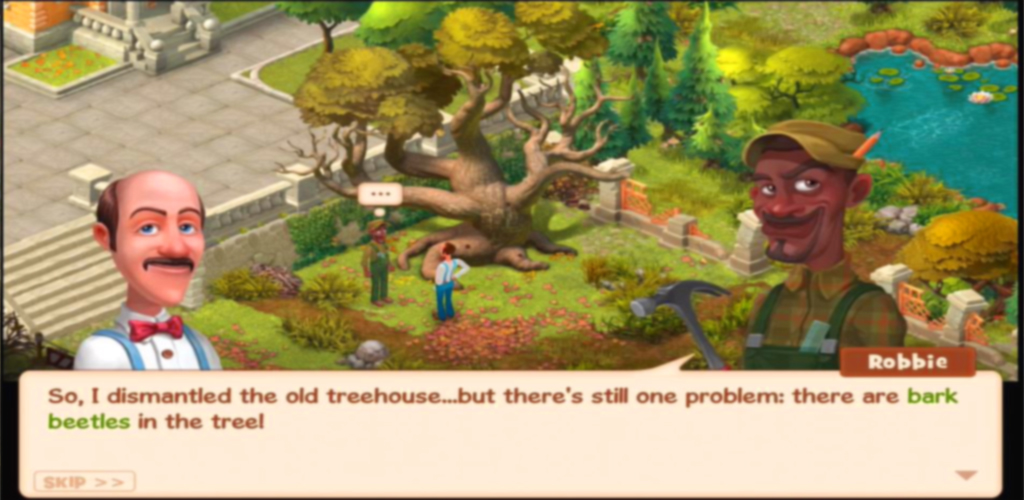 ...
Robbie
So, I dismantled the old treehouse...but there's still one problem: there are bark
beetles in the tree!
SKIP >>